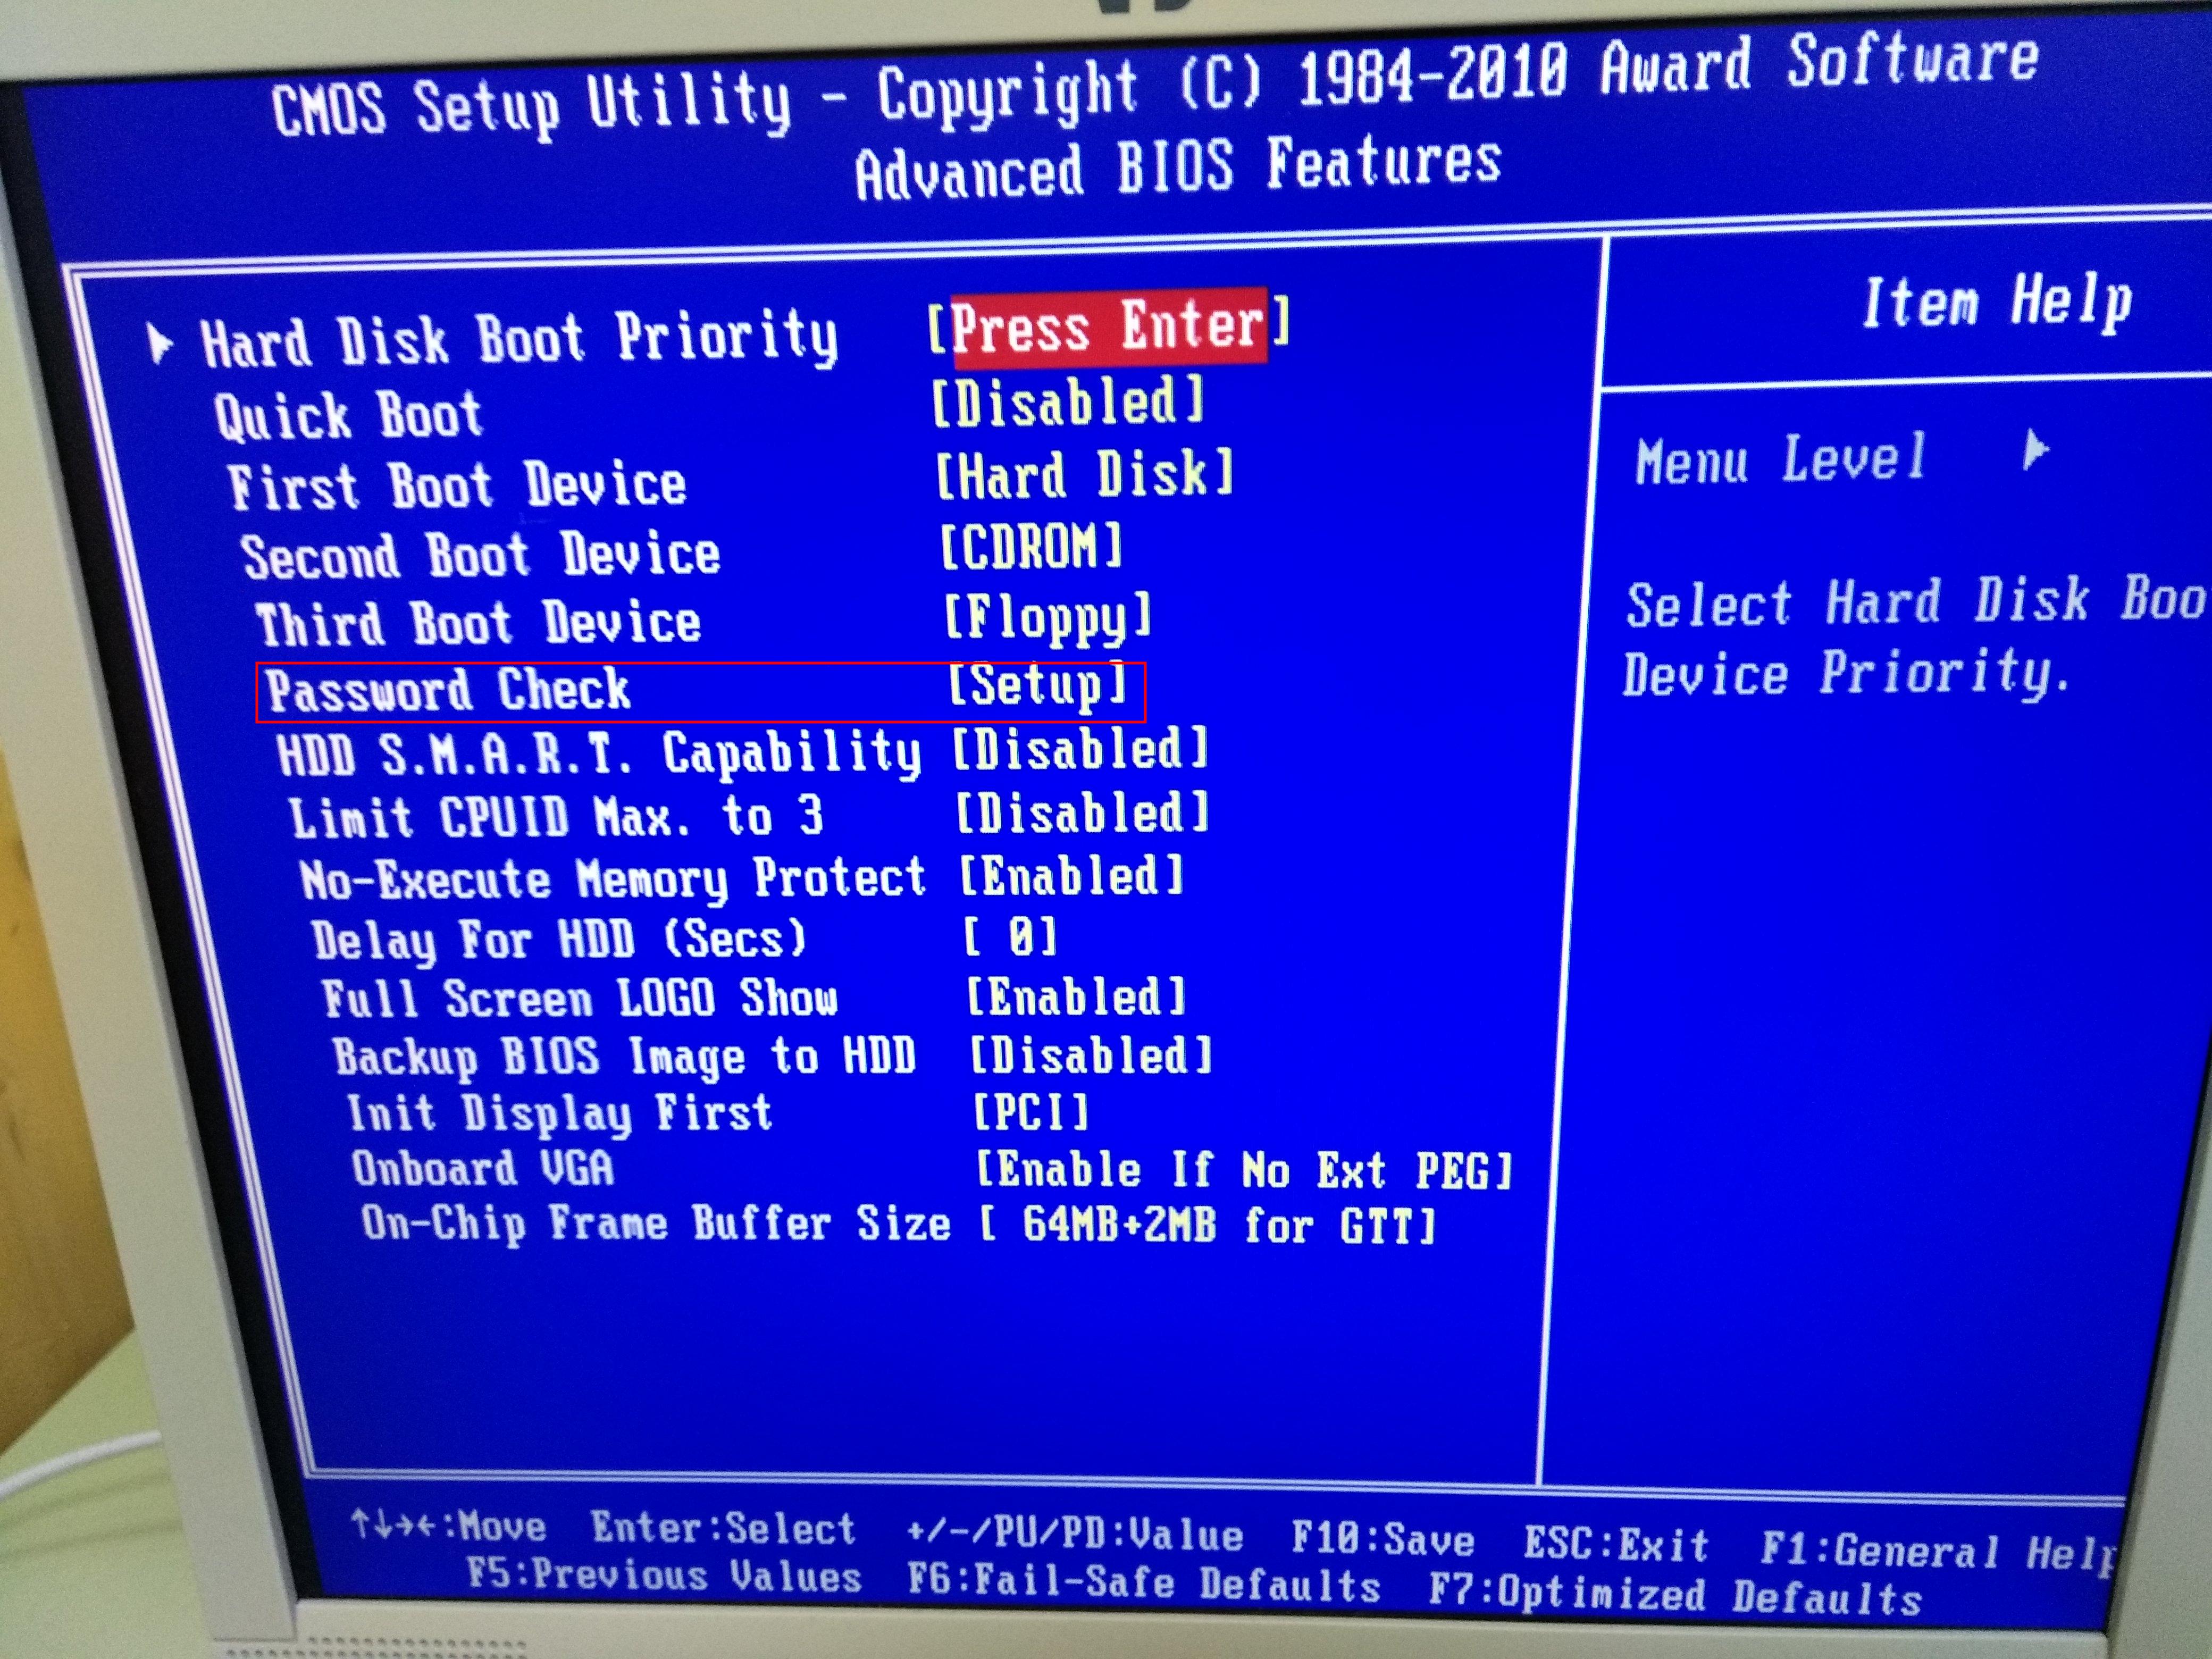 CMOS Setup Utility - Copyright (C) 1984-2010 Award Software
Advanced BIOS Features
Hard Disk Boot Priority [Press Enter]
Quick Boot [Disabled]
First Boot Device [Hard Disk]
Second Boot Device [CDROM]
Third Boot Device [Floppy]
Password Check [Setup]
HDD S.M.A.R.T. Capability [Disabled]
Limit CPUID Max. to 3 [Disabled]
No-Execute Memory Protect [Enabled]
Delay For HDD (Secs) [ 0]
Full Screen LOGO Show [Enabled]
Backup BIOS Image to HDD [Disabled]
Init Display First [PCI]
Onboard VGA [Enable If No Ext PEG]
On-Chip Frame Buffer Size [ 64MB+2MB for GTT]
Item Help
Menu Level
Select Hard Disk Boo
Device Priority.
↑↓→←:Move Enter:Select +/-/PU/PD:Value F10:Save ESC:Exit F1:General Help
F5:Previous Values F6:Fail-Safe Defaults F7:Optimized Defaults